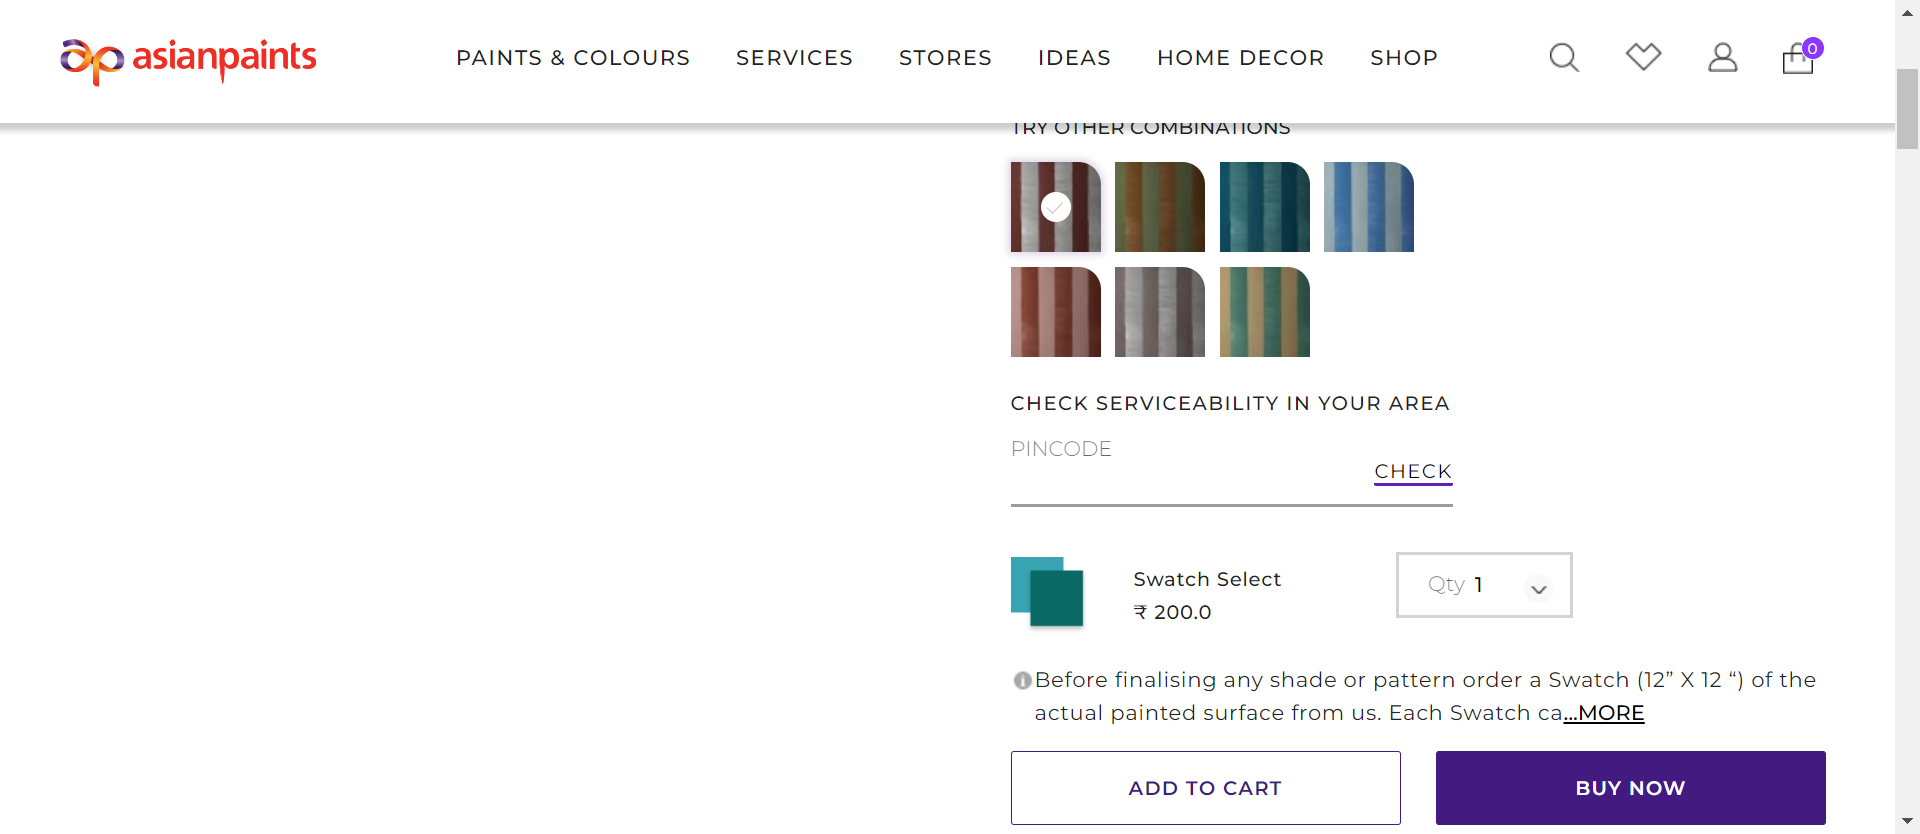 asianpaints
PAINTS & COLOURS SERVICES STORES IDEAS HOME DECOR SHOP
0
TRY OTHER COMBINATIONS
CHECK SERVICEABILITY IN YOUR AREA
PINCODE
CHECK
Swatch Select
₹ 200.0
Qty 1
Before finalising any shade or pattern order a Swatch (12” X 12 “) of the
actual painted surface from us. Each Swatch ca...MORE
ADD TO CART
BUY NOW